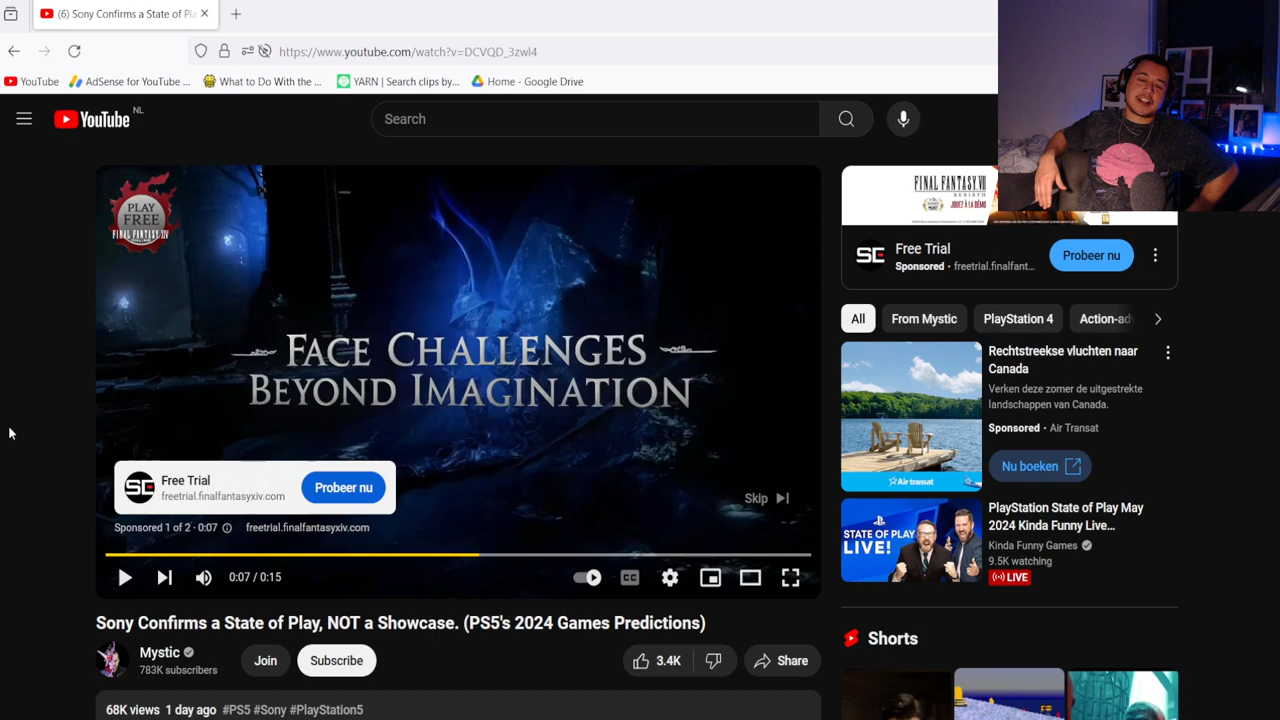 (6) Sony Confirms a State of Pla
https://www.youtube.com/watch?v=DCVQD_3zwl4
YouTube
AdSense for YouTube ...
What to Do With the ...
YARN | Search clips by...
Home - Google Drive
YouTube NL
Search
PLAY
FREE
FINAL FANTASY XIV
FACE CHALLENGES
BEYOND IMAGINATION
SE
Free Trial
freetrial.finalfantasyxiv.com
Probeer nu
Skip
Sponsored 1 of 2 · 0:07
freetrial.finalfantasyxiv.com
0:07 / 0:15
CC
Sony Confirms a State of Play, NOT a Showcase. (PS5's 2024 Games Predictions)
Mystic
783K subscribers
Join
Subscribe
3.4K
Share
68K views 1 day ago #PS5 #Sony #PlayStation5
FINAL FANTASY VII
REBIRTH
JOUEZ À LA DÉMO
SE
Free Trial
Sponsored · freetrial.finalfant...
Probeer nu
All
From Mystic
PlayStation 4
Action-ad
Rechtstreekse vluchten naar
Canada
Verken deze zomer de uitgestrekte
landschappen van Canada.
Sponsored · Air Transat
Nu boeken
Air transat
STATE OF PLAY
LIVE!
PlayStation State of Play May
2024 Kinda Funny Live...
Kinda Funny Games
9.5K watching
LIVE
Shorts